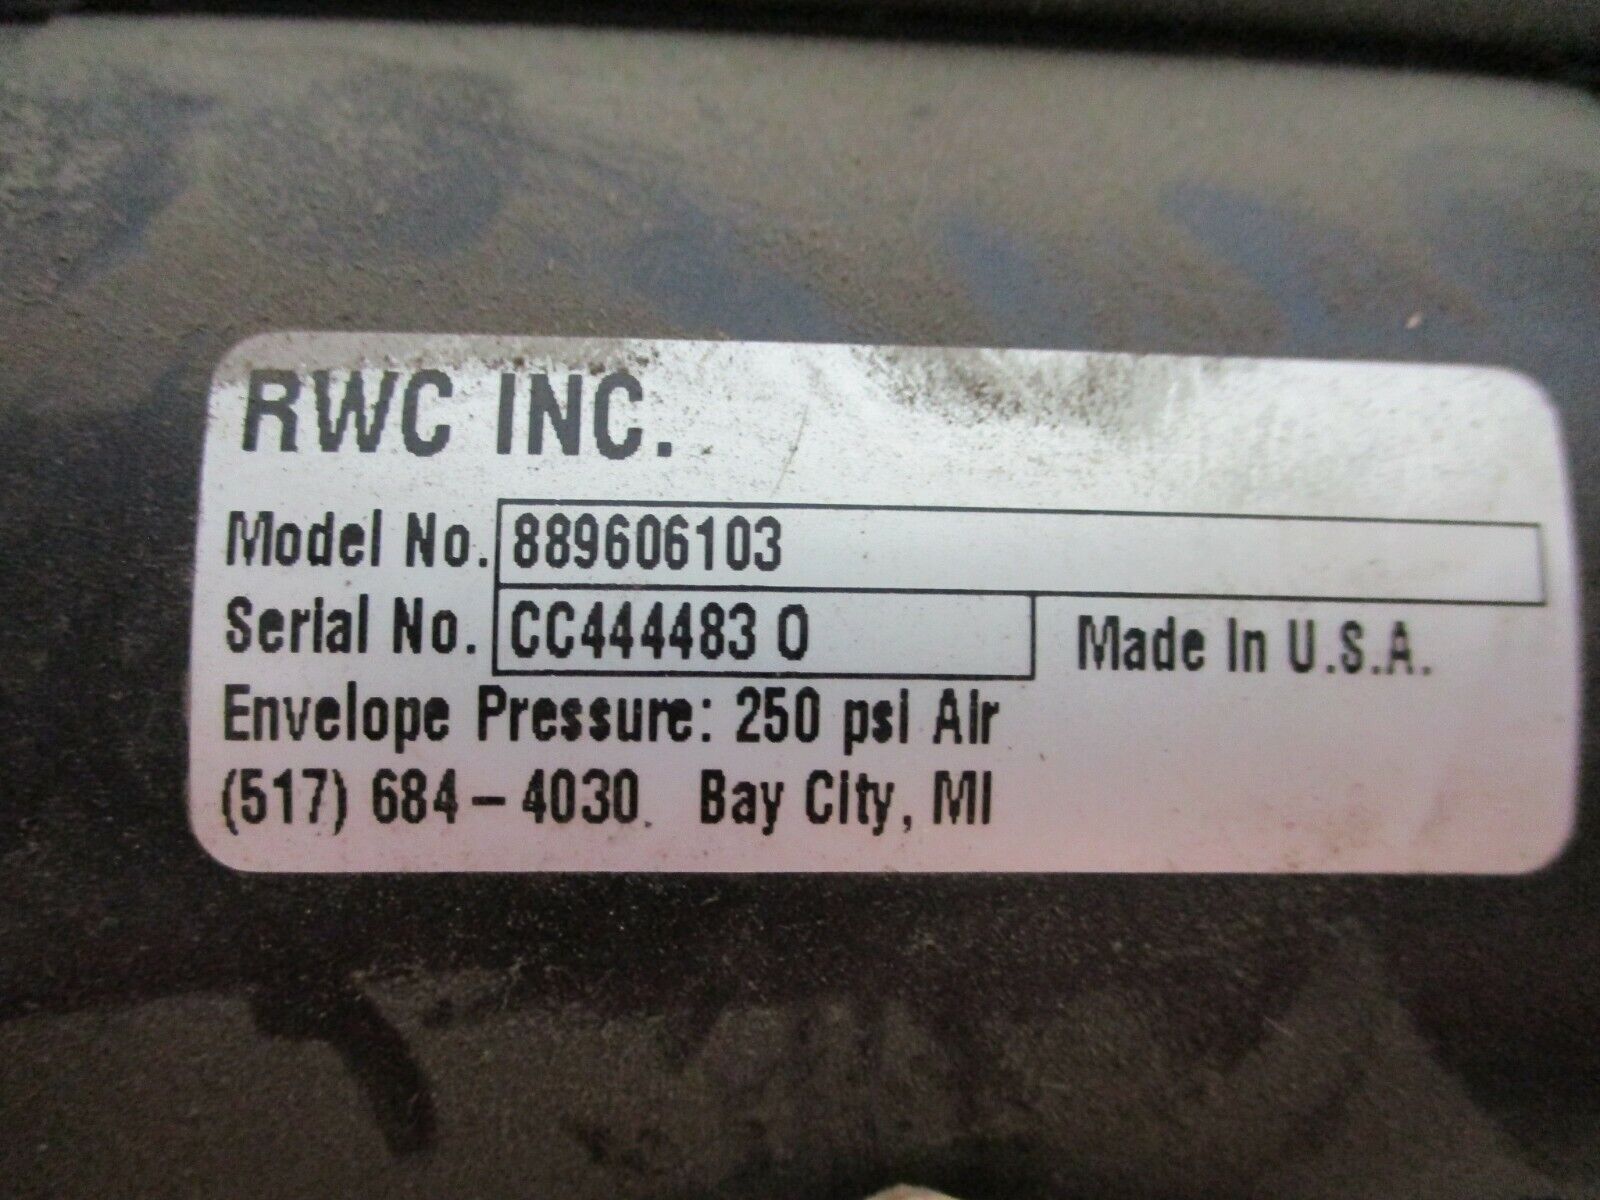 RWC INC.
Model No. 889606103
Serial No. CC444483 0 Made In U.S.A.
Envelope Pressure: 250 psi Air
(517) 684-4030. Bay City, MI